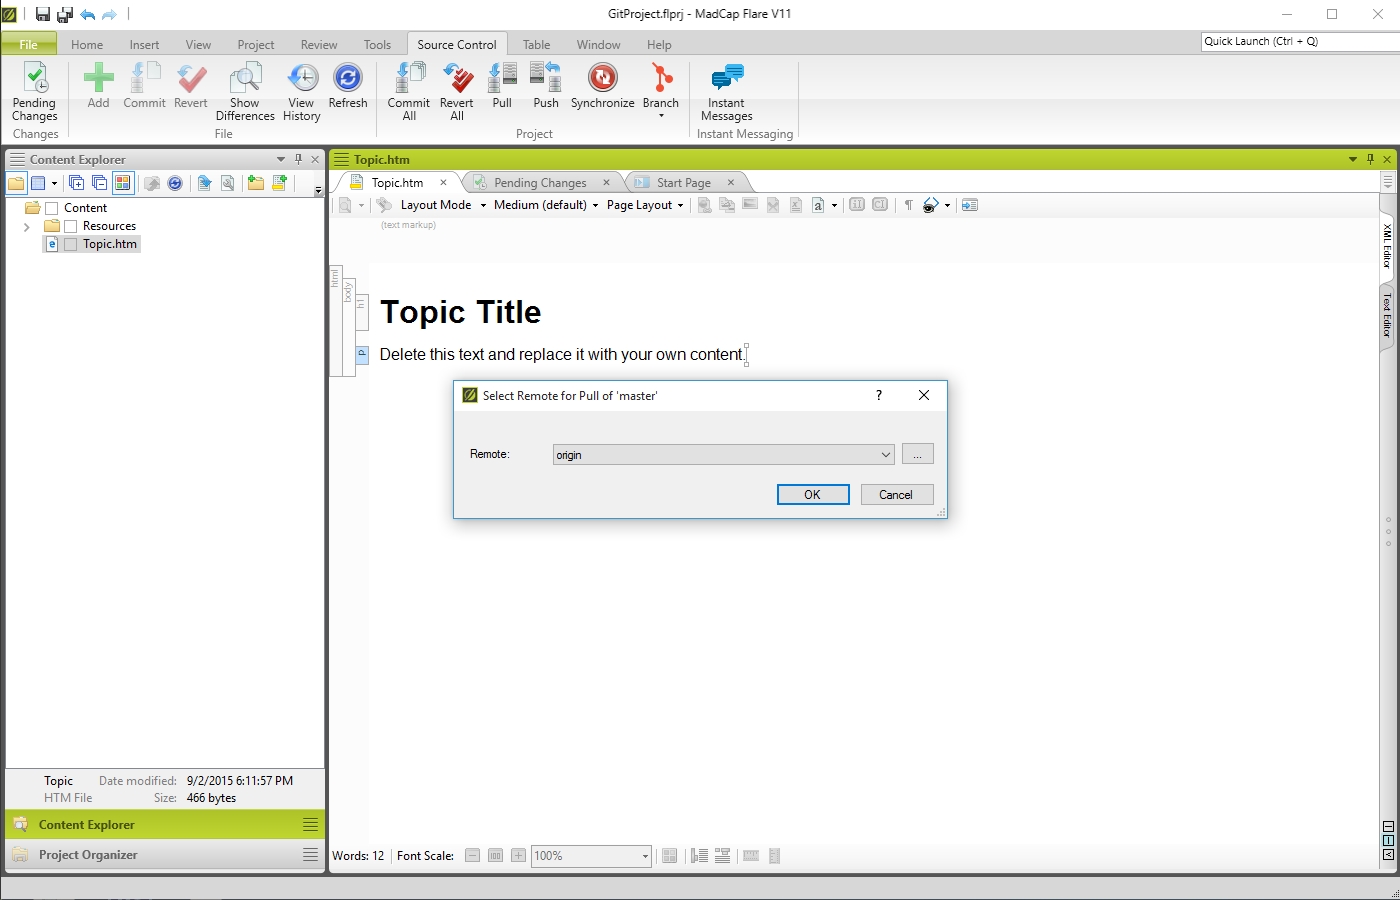 GitProject.flprj - MadCap Flare V11
File Home Insert View Project Review Tools Source Control Table Window Help
Quick Launch (Ctrl + Q)
Pending Changes
Add
Commit
Revert
Show Differences
View History
Refresh
Commit All
Revert All
Pull
Push
Synchronize
Branch
Instant Messages
Changes
File
Project
Instant Messaging
Content Explorer
Content
Resources
Topic.htm
Topic Date modified: 9/2/2015 6:11:57 PM
HTM File Size: 466 bytes
Content Explorer
Project Organizer
Topic.htm
Topic.htm Pending Changes Start Page
Layout Mode Medium (default) Page Layout
(text markup)
html
body
h1
p
Topic Title
Delete this text and replace it with your own content.
Select Remote for Pull of 'master'
?
Remote: origin ...
OK Cancel
XML Editor
Text Editor
Words: 12 Font Scale: 100%